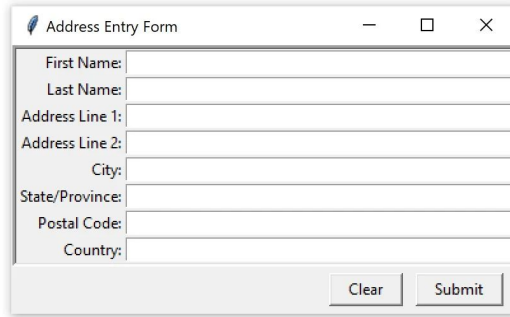 Address Entry Form
First Name:
Last Name:
Address Line 1:
Address Line 2:
City:
State/Province:
Postal Code:
Country:
Clear Submit